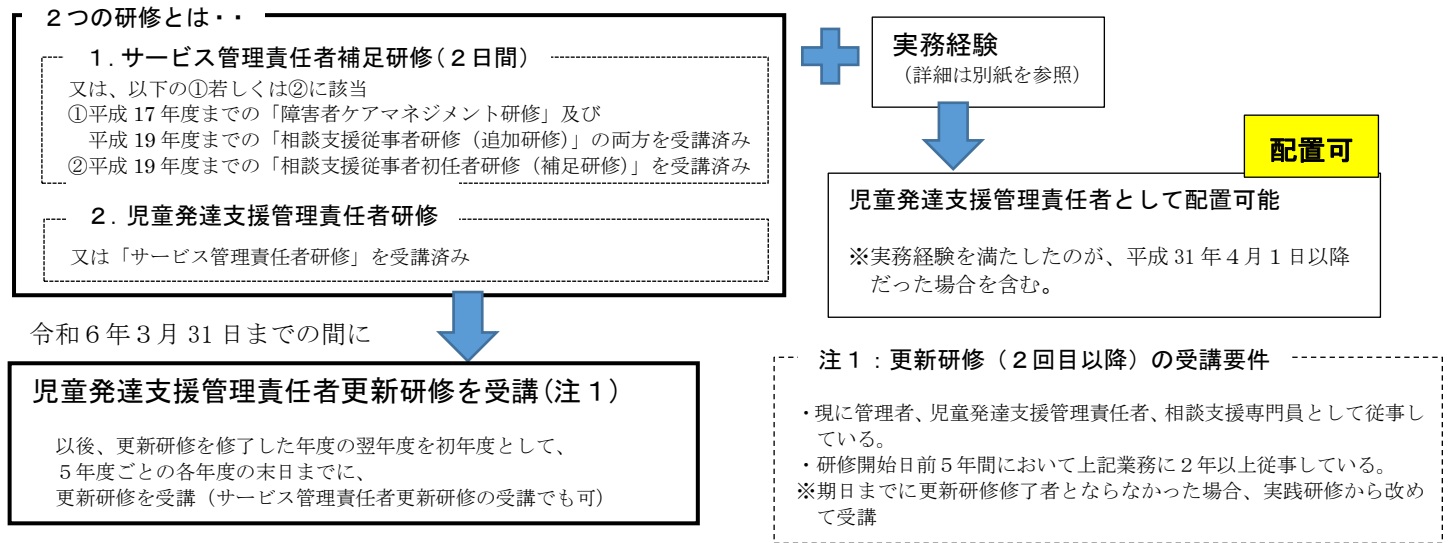 ２つの研修とは・・
１．サービス管理責任者補足研修（２日間）
又は、以下の①若しくは②に該当
①平成 17 年度までの「障害者ケアマネジメント研修」及び
平成 19 年度までの「相談支援従事者研修（追加研修）」の両方を受講済み
②平成 19 年度までの「相談支援従事者初任者研修（補足研修）」を受講済み
２．児童発達支援管理責任者研修
又は「サービス管理責任者研修」を受講済み
実務経験
（詳細は別紙を参照）
配置可
児童発達支援管理責任者として配置可能
※実務経験を満たしたのが、平成 31 年４月１日以降
だった場合を含む。
令和６年３月 31 日までの間に
児童発達支援管理責任者更新研修を受講（注１）
以後、更新研修を修了した年度の翌年度を初年度として、
５年度ごとの各年度の末日までに、
更新研修を受講（サービス管理責任者更新研修の受講でも可）
注１：更新研修（２回目以降）の受講要件
・現に管理者、児童発達支援管理責任者、相談支援専門員として従事し
ている。
・研修開始日前５年間において上記業務に２年以上従事している。
※期日までに更新研修修了者とならなかった場合、実践研修から改め
て受講